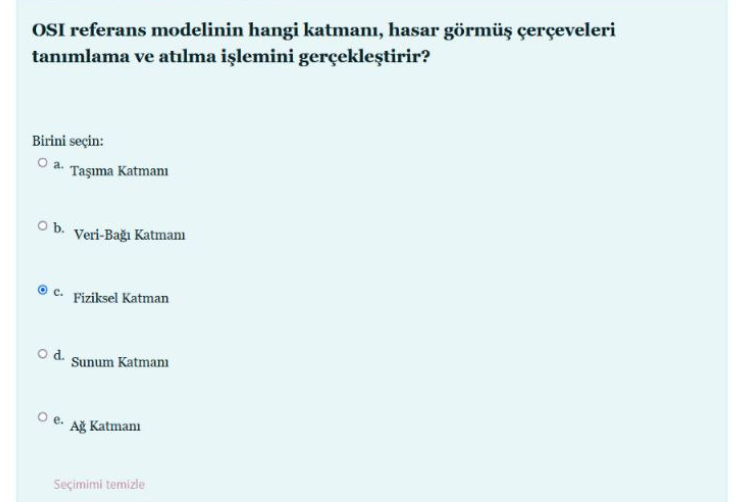 OSI referans modelinin hangi katmanı, hasar görmüş çerçeveleri
tanımlama ve atılma işlemini gerçekleştirir?
Birini seçin:
a. Taşıma Katmanı
b. Veri-Bağı Katmanı
c. Fiziksel Katman
d. Sunum Katmanı
e. Ağ Katmanı
Seçimimi temizle